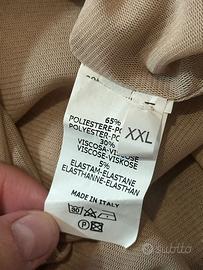 65%
POLIESTERE-PO
POLYESTER-PO
XXL
30%
VISCOSA-VISCOSE
VISCOSE-VISKOSE
5%
ELASTAM-ELASTANE
ELASTHANNE-ELASTHAN
MADE IN ITALY
30
P
subito